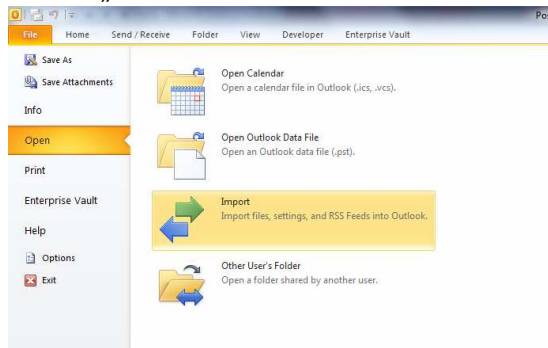 Pos
File Home Send / Receive Folder View Developer Enterprise Vault
Save As
Save Attachments
Info
Open
Print
Enterprise Vault
Help
Options
Exit
Open Calendar
Open a calendar file in Outlook (.ics, .vcs).
Open Outlook Data File
Open an Outlook data file (.pst).
Import
Import files, settings, and RSS Feeds into Outlook.
Other User's Folder
Open a folder shared by another user.